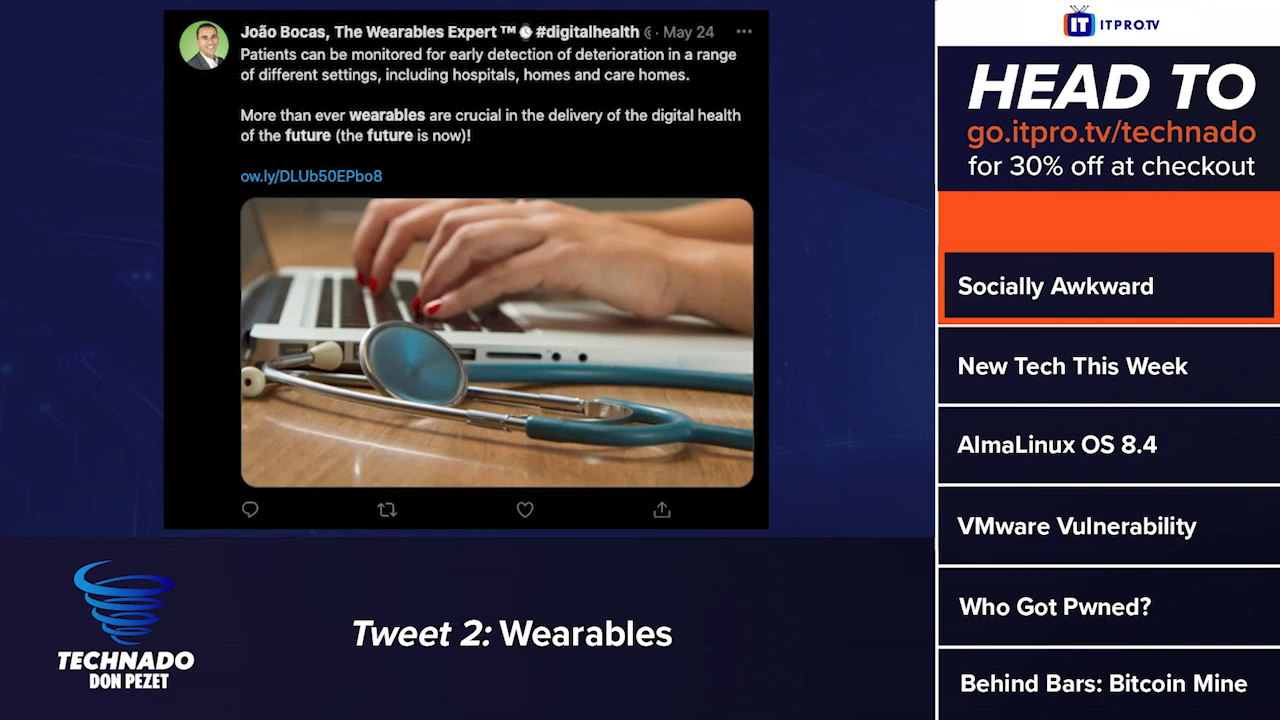 João Bocas, The Wearables Expert ™⌚ #digitalhealth · May 24
Patients can be monitored for early detection of deterioration in a range
of different settings, including hospitals, homes and care homes.
More than ever wearables are crucial in the delivery of the digital health
of the future (the future is now)!
ow.ly/DLUb50EPbo8
TECHNADO
DON PEZET
Tweet 2: Wearables
IT ITPRO.TV
HEAD TO
go.itpro.tv/technado
for 30% off at checkout
Socially Awkward
New Tech This Week
AlmaLinux OS 8.4
VMware Vulnerability
Who Got Pwned?
Behind Bars: Bitcoin Mine